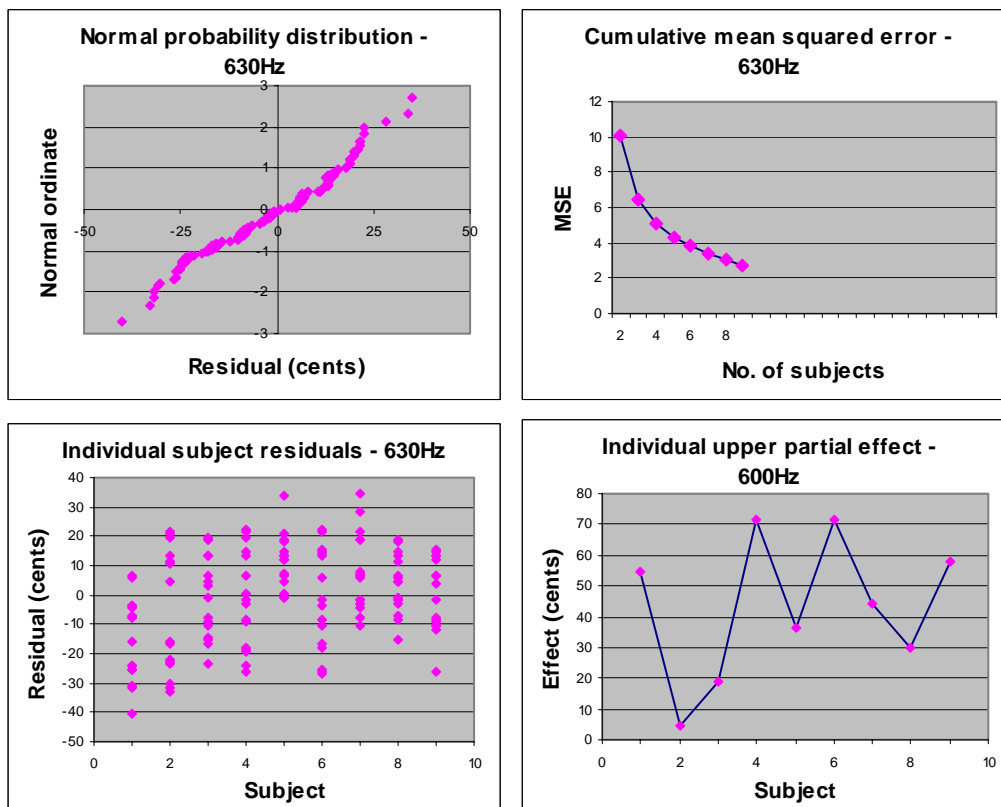 Normal probability distribution -
630Hz
3
2
1
0
-1
-2
-3
-50 -25 0 25 50
Normal ordinate
Residual (cents)
Cumulative mean squared error -
630Hz
12
10
8
6
4
2
0
2 4 6 8
MSE
No. of subjects
Individual subject residuals - 630Hz
40
30
20
10
0
-10
-20
-30
-40
-50
0 2 4 6 8 10
Residual (cents)
Subject
Individual upper partial effect -
600Hz
80
70
60
50
40
30
20
10
0
0 2 4 6 8 10
Effect (cents)
Subject